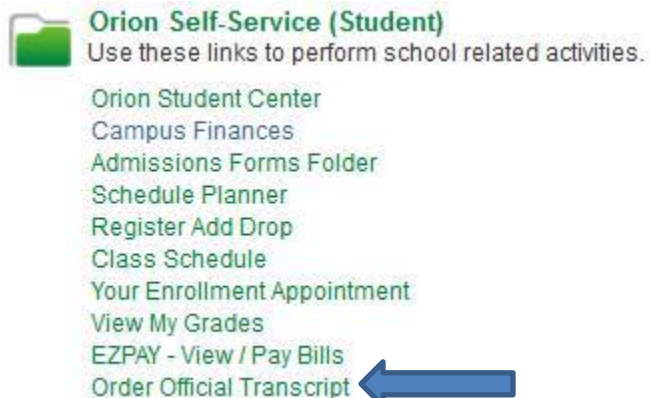 Orion Self-Service (Student)
Use these links to perform school related activities.
Orion Student Center
Campus Finances
Admissions Forms Folder
Schedule Planner
Register Add Drop
Class Schedule
Your Enrollment Appointment
View My Grades
EZPAY - View / Pay Bills
Order Official Transcript